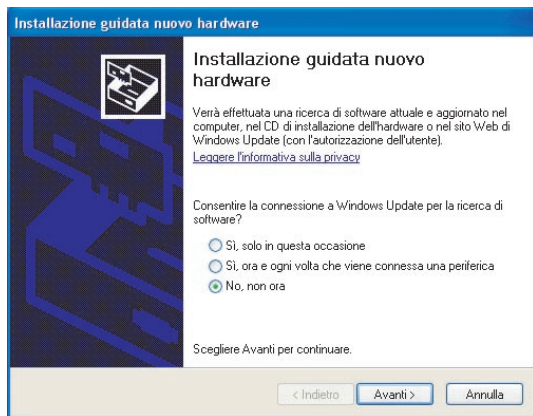 Installazione guidata nuovo hardware
Installazione guidata nuovo
hardware
Verrà effettuata una ricerca di software attuale e aggiornato nel
computer, nel CD di installazione dell'hardware o nel sito Web di
Windows Update (con l'autorizzazione dell'utente).
Leggere l'informativa sulla privacy
Consentire la connessione a Windows Update per la ricerca di
software?
Sì, solo in questa occasione
Sì, ora e ogni volta che viene connessa una periferica
No, non ora
Scegliere Avanti per continuare.
< Indietro
Avanti >
Annulla